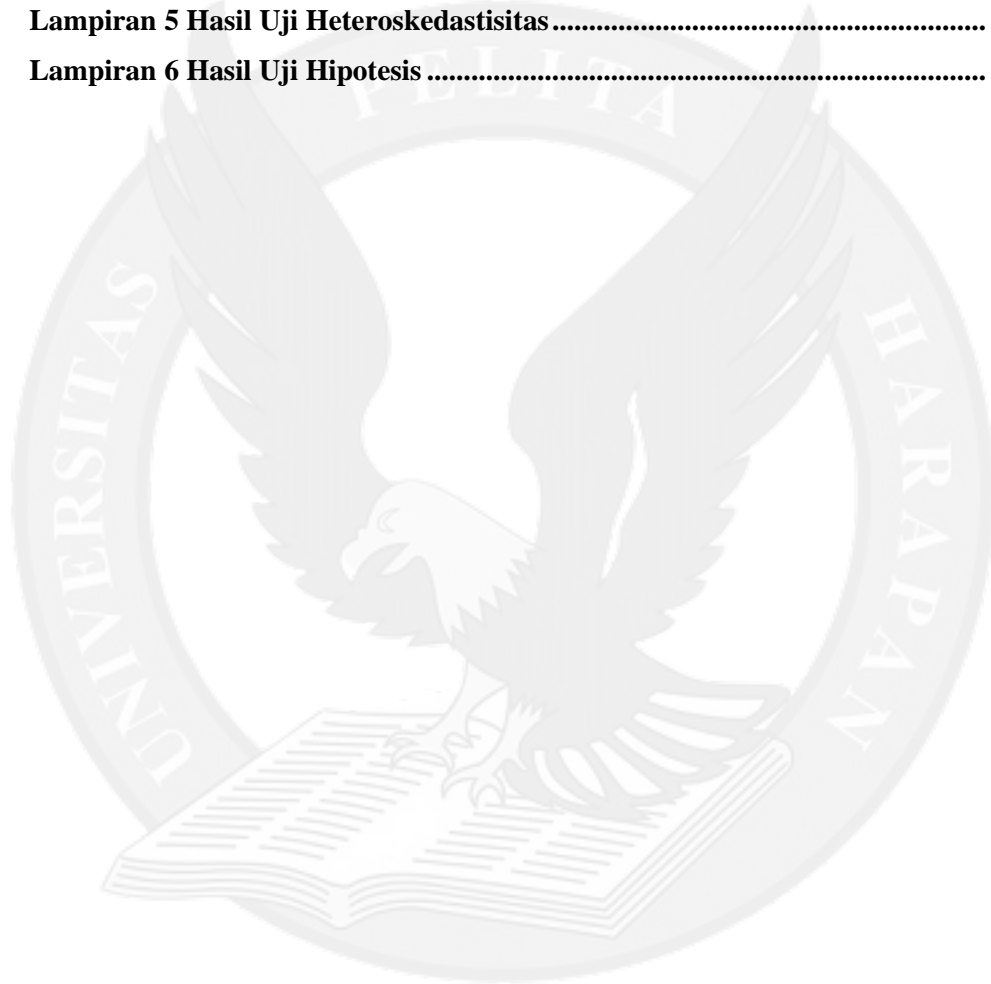 Lampiran 5 Hasil Uji Heteroskedastisitas...........................................................................................
Lampiran 6 Hasil Uji Hipotesis............................................................................................................
UNIVERSITAS PELITA HARAPAN